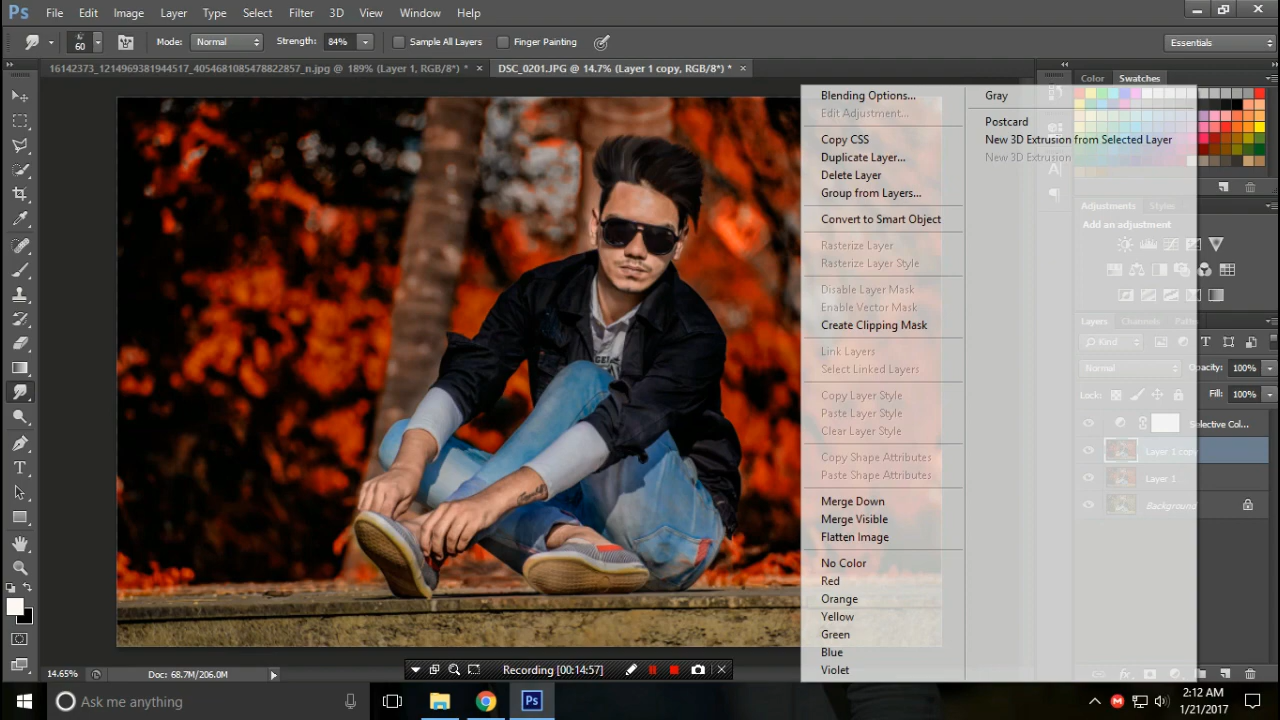 Ps File Edit Image Layer Type Select Filter 3D View Window Help
60 Mode: Normal Strength: 84% Sample All Layers Finger Painting Essentials
16142373_1214969381944517_4054681085478822857_n.jpg @ 189% (Layer 1, RGB/8*) * × DSC_0201.JPG @ 14.7% (Layer 1 copy, RGB/8*) * ×
Color Swatches
Blending Options...
Edit Adjustment...
Copy CSS
Duplicate Layer...
Delete Layer
Group from Layers...
Convert to Smart Object
Rasterize Layer
Rasterize Layer Style
Disable Layer Mask
Enable Vector Mask
Create Clipping Mask
Link Layers
Select Linked Layers
Copy Layer Style
Paste Layer Style
Clear Layer Style
Copy Shape Attributes
Paste Shape Attributes
Merge Down
Merge Visible
Flatten Image
No Color
Red
Orange
Yellow
Green
Blue
Violet
Gray
Postcard
New 3D Extrusion from Selected Layer
New 3D Extrusion
Adjustments Styles
Add an adjustment
Layers Channels Paths
Kind
Normal Opacity: 100%
Lock: Fill: 100%
Selective Col...
Layer 1 copy
Layer 1
Background
14.65% Doc: 68.7M/206.0M
Recording [00:14:57]
Ask me anything
Ps
2:12 AM
1/21/2017